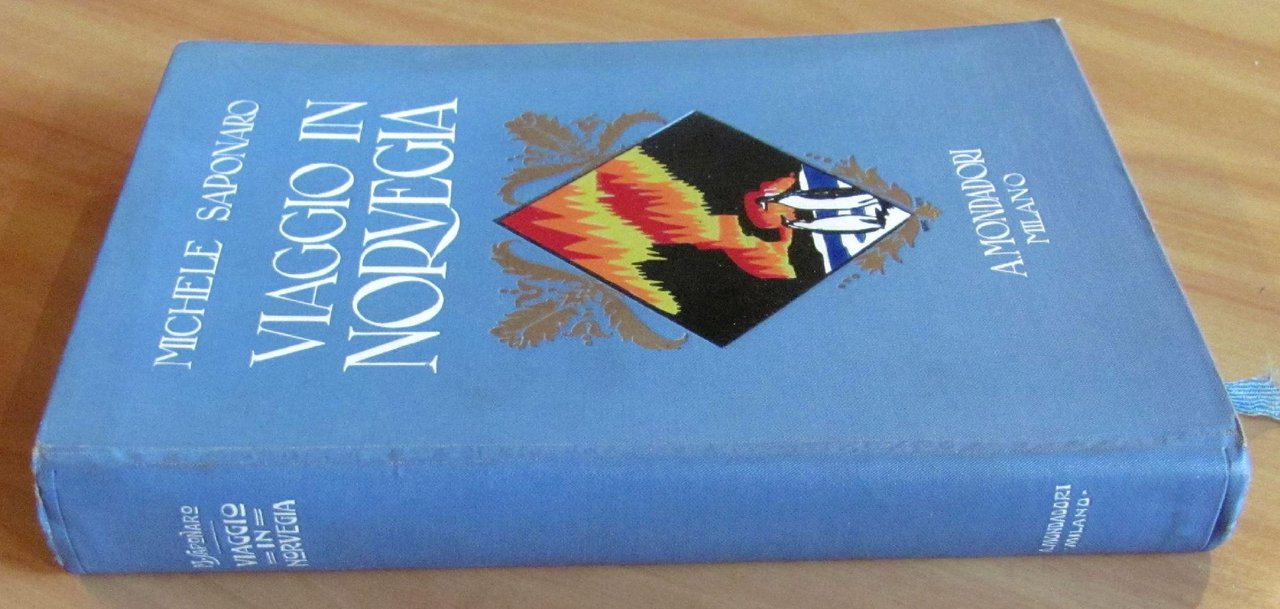 MICHELE SAPONARO
VIAGGIO IN
NORVEGIA
A. MONDADORI
MILANO
M. SAPONARO
VIAGGIO
=IN=
NORVEGIA
A. MONDADORI
MILANO